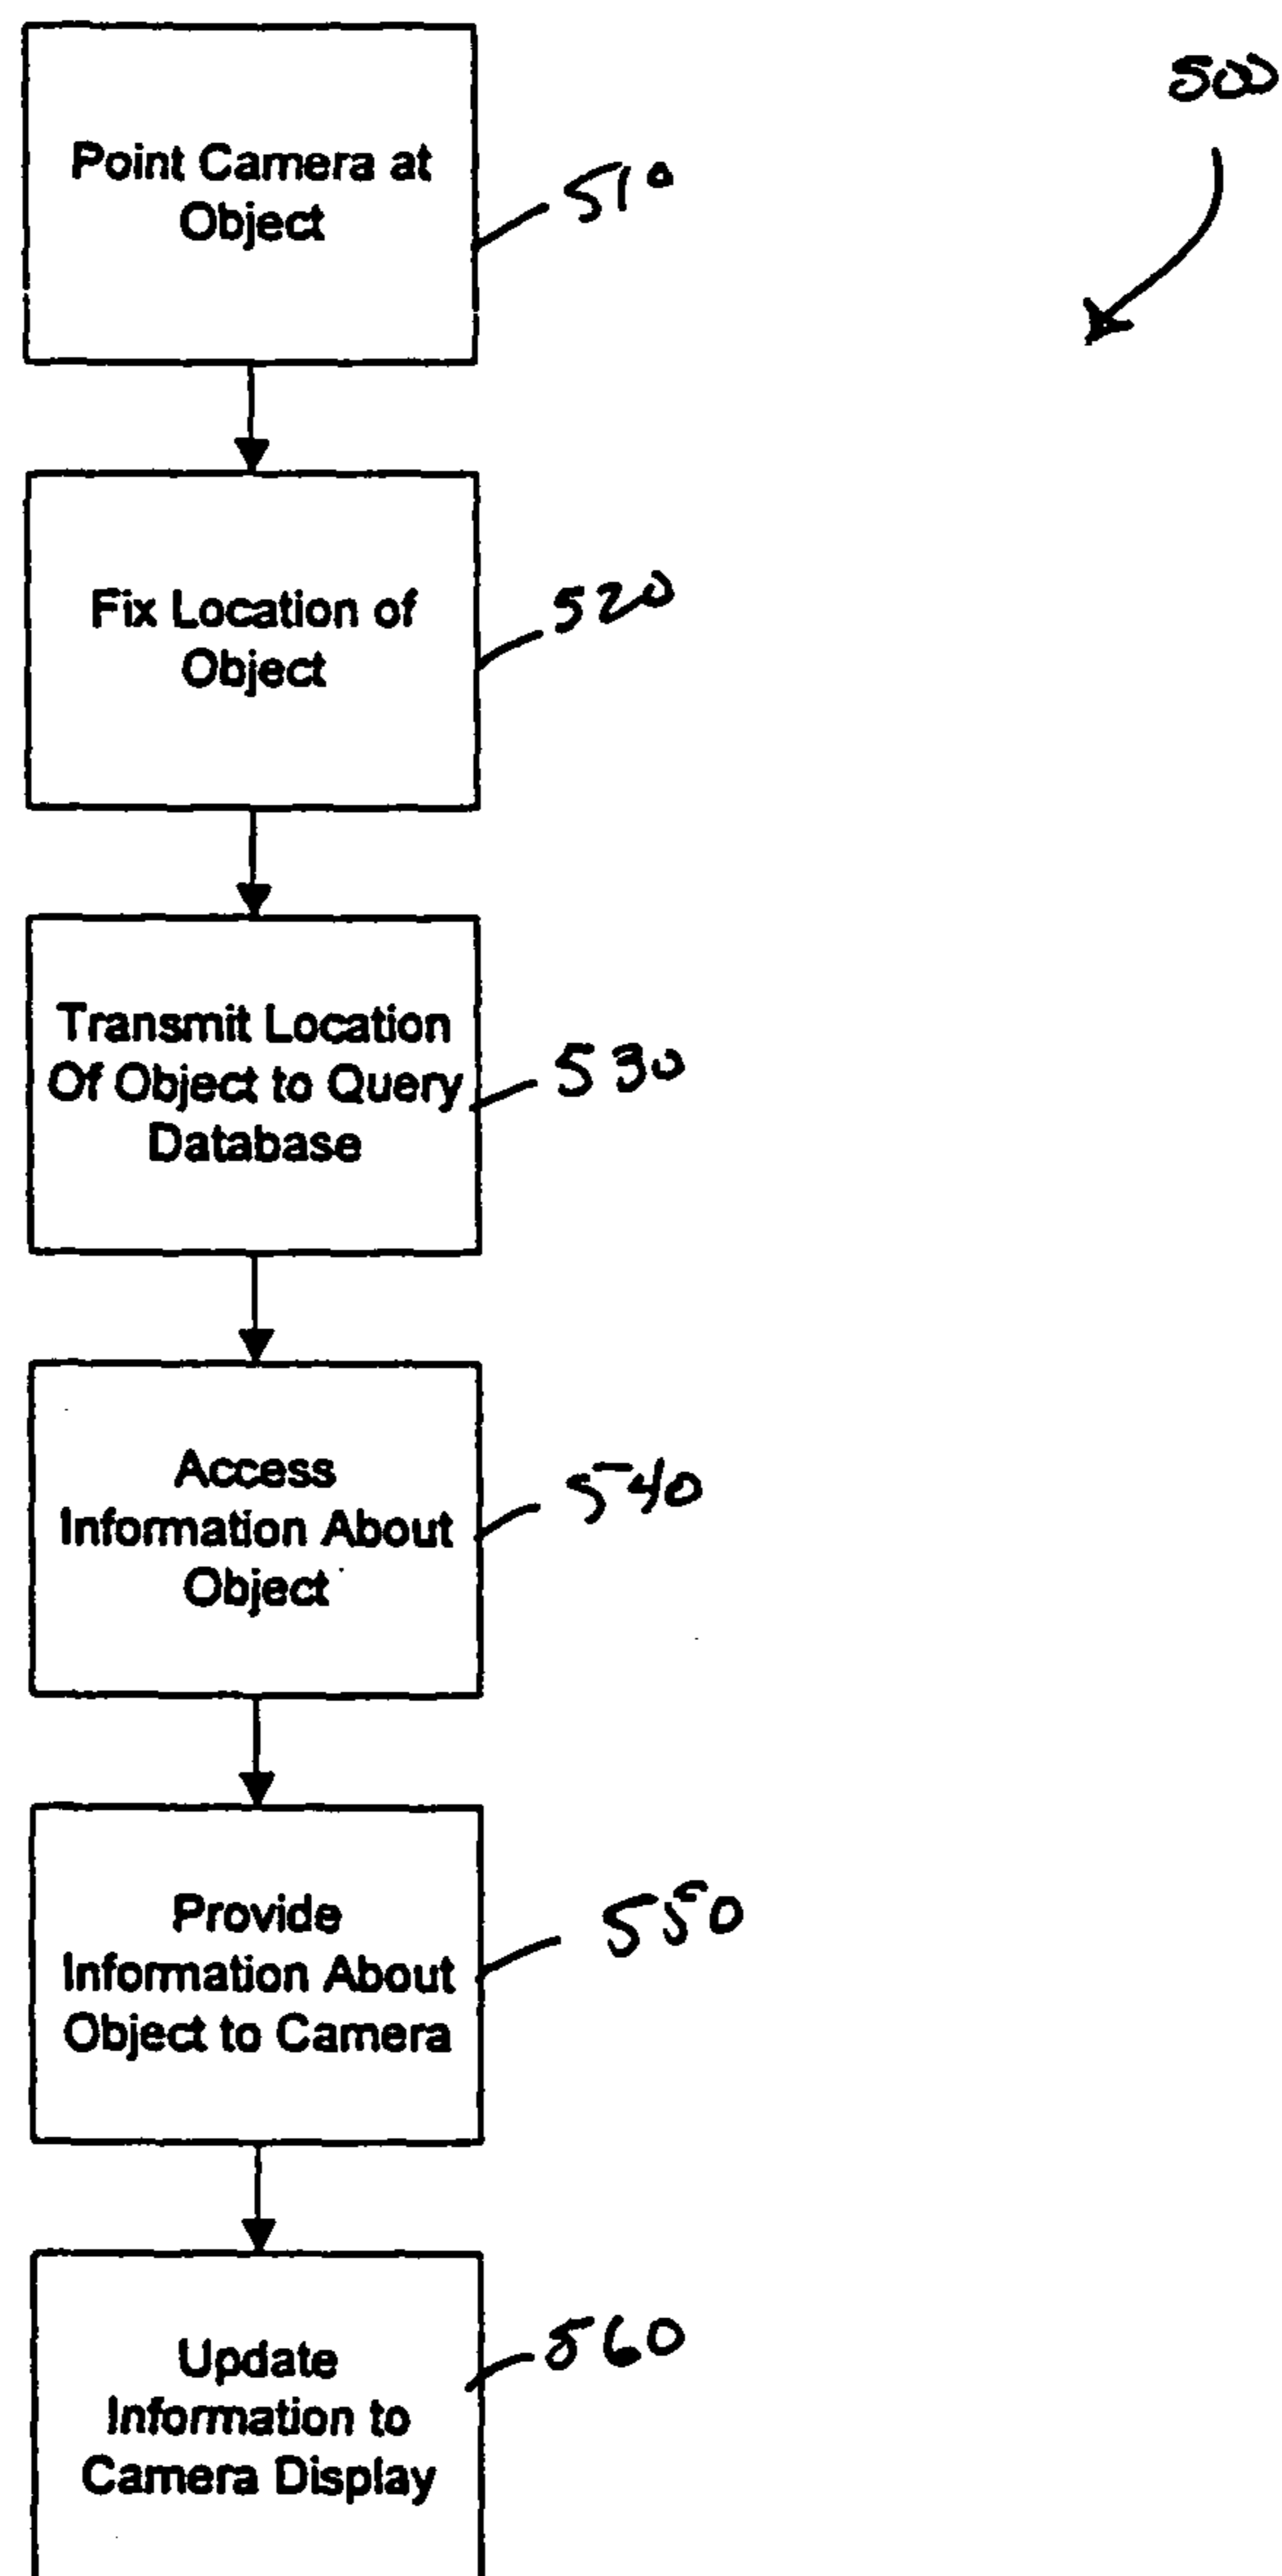 500
Point Camera at
Object
510
Fix Location of
Object
520
Transmit Location
Of Object to Query
Database
530
Access
Information About
Object
540
Provide
Information About
Object to Camera
550
Update
Information to
Camera Display
560